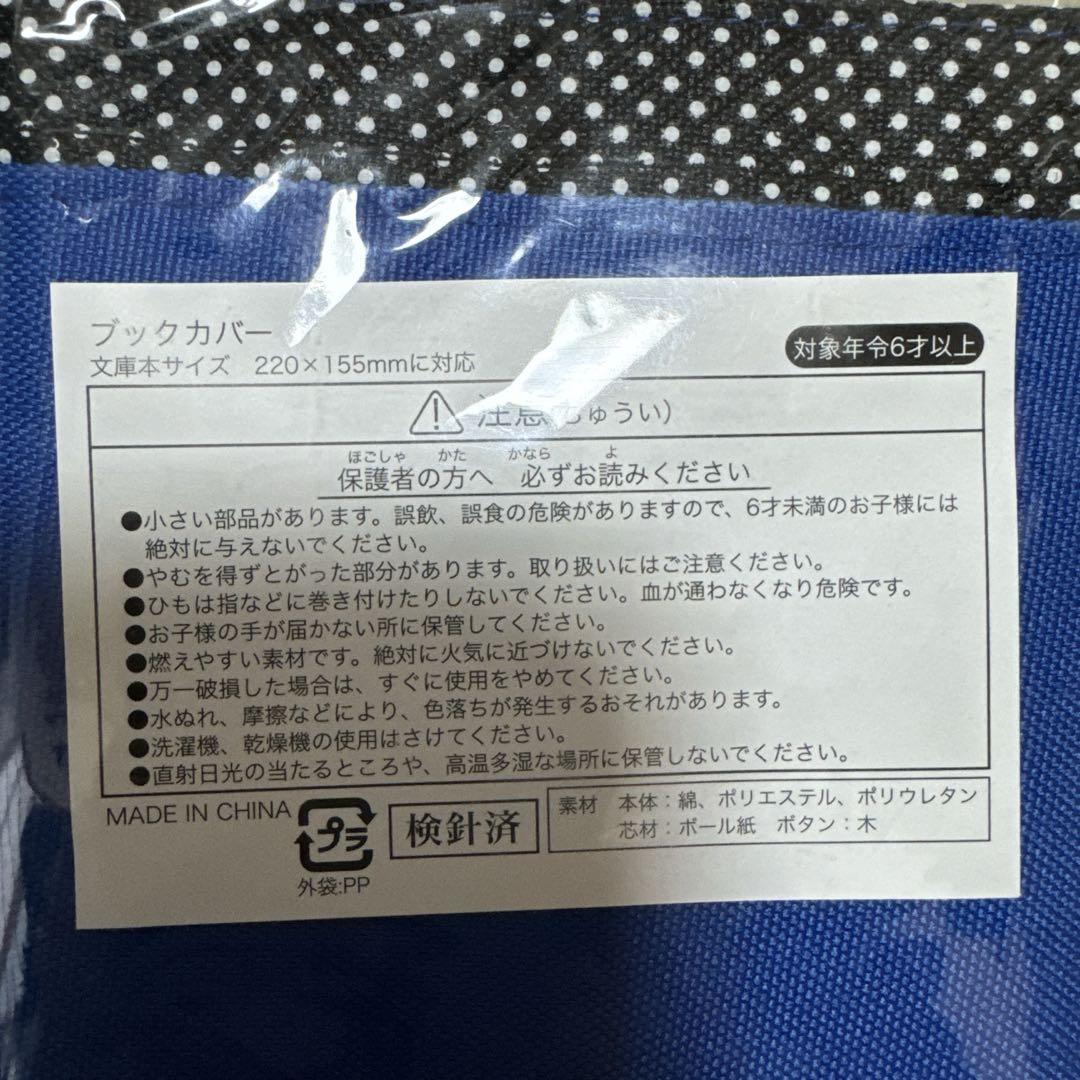 ブックカバー
文庫本サイズ　220×155mmに対応
対象年令6才以上
注意（ちゅうい）
ほごしゃ　かた　かなら　よ
保護者の方へ　必ずお読みください
●小さい部品があります。誤飲、誤食の危険がありますので、6才未満のお子様には
絶対に与えないでください。
●やむを得ずとがった部分があります。取り扱いにはご注意ください。
●ひもは指などに巻き付けたりしないでください。血が通わなくなり危険です。
●お子様の手が届かない所に保管してください。
●燃えやすい素材です。絶対に火気に近づけないでください。
●万一破損した場合は、すぐに使用をやめてください。
●水ぬれ、摩擦などにより、色落ちが発生するおそれがあります。
●洗濯機、乾燥機の使用はさけてください。
●直射日光の当たるところや、高温多湿な場所に保管しないでください。
MADE IN CHINA
プラ
外袋:PP
検針済
素材　本体：綿、ポリエステル、ポリウレタン
芯材：ボール紙　ボタン：木